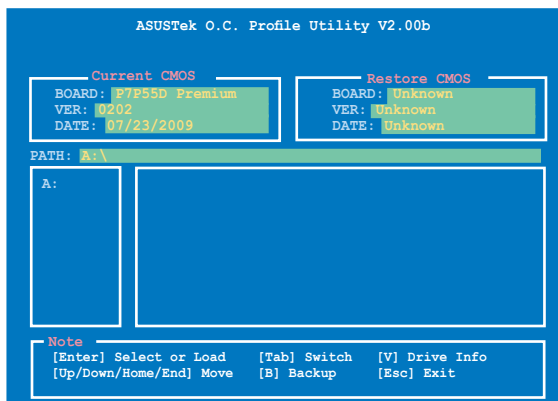 ASUSTek O.C. Profile Utility V2.00b
Current CMOS
BOARD: P7P55D Premium
VER: 0202
DATE: 07/23/2009
Restore CMOS
BOARD: Unknown
VER: Unknown
DATE: Unknown
PATH: A:\
A:
Note
[Enter] Select or Load [Tab] Switch [V] Drive Info
[Up/Down/Home/End] Move [B] Backup [Esc] Exit